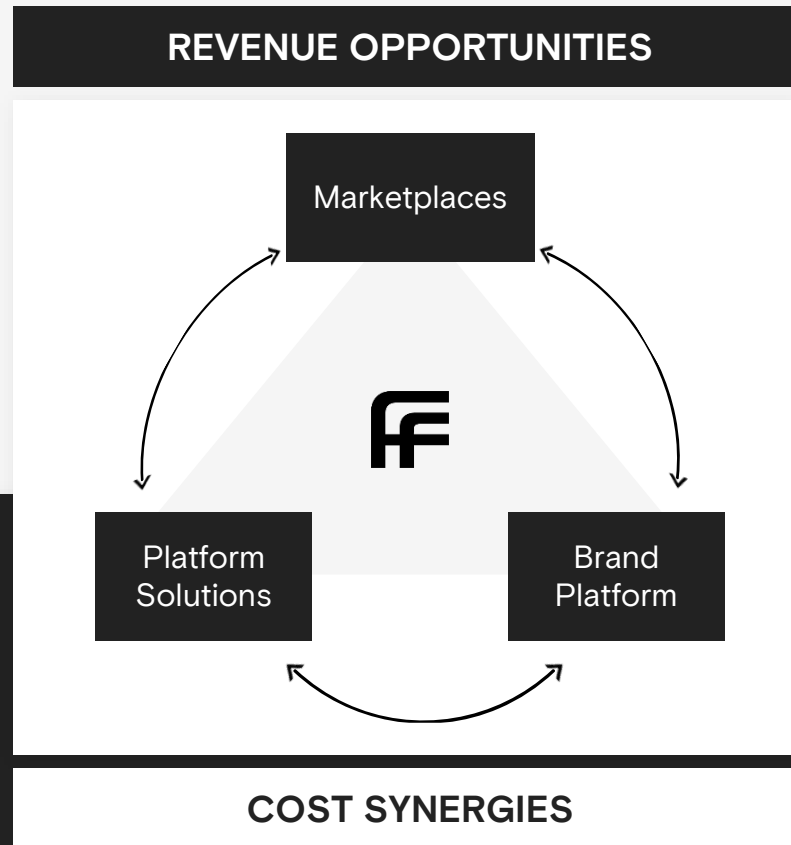 REVENUE OPPORTUNITIES
Marketplaces
Platform
Solutions
Brand
Platform
COST SYNERGIES